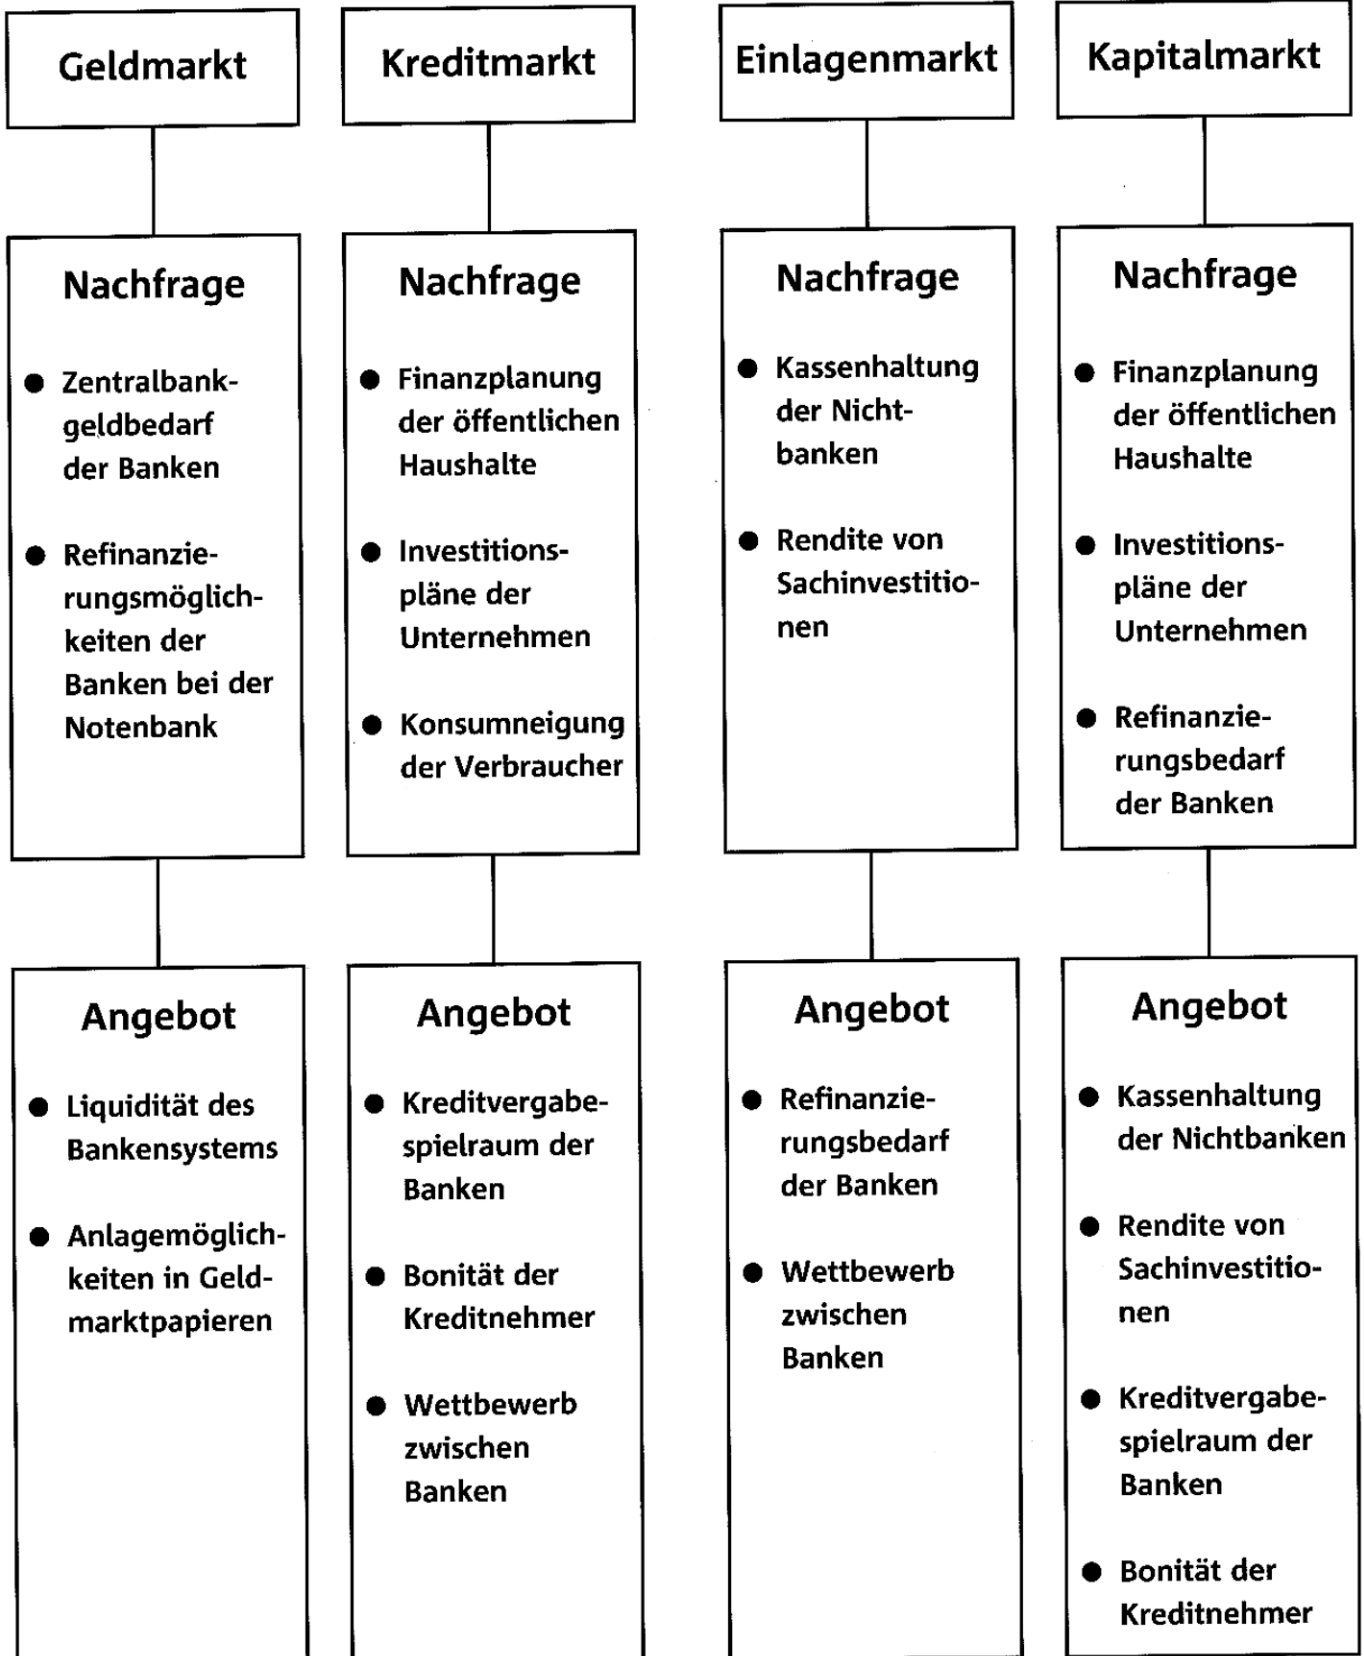 Geldmarkt
Nachfrage
● Zentralbank-
geldbedarf
der Banken
● Refinanzie-
rungsmöglich-
keiten der
Banken bei der
Notenbank
Angebot
● Liquidität des
Bankensystems
● Anlagemöglich-
keiten in Geld-
marktpapieren
Kreditmarkt
Nachfrage
● Finanzplanung
der öffentlichen
Haushalte
● Investitions-
pläne der
Unternehmen
● Konsumneigung
der Verbraucher
Angebot
● Kreditvergabe-
spielraum der
Banken
● Bonität der
Kreditnehmer
● Wettbewerb
zwischen
Banken
Einlagenmarkt
Nachfrage
● Kassenhaltung
der Nicht-
banken
● Rendite von
Sachinvestitio-
nen
Angebot
● Refinanzie-
rungsbedarf
der Banken
● Wettbewerb
zwischen
Banken
Kapitalmarkt
Nachfrage
● Finanzplanung
der öffentlichen
Haushalte
● Investitions-
pläne der
Unternehmen
● Refinanzie-
rungsbedarf
der Banken
Angebot
● Kassenhaltung
der Nichtbanken
● Rendite von
Sachinvestitio-
nen
● Kreditvergabe-
spielraum der
Banken
● Bonität der
Kreditnehmer